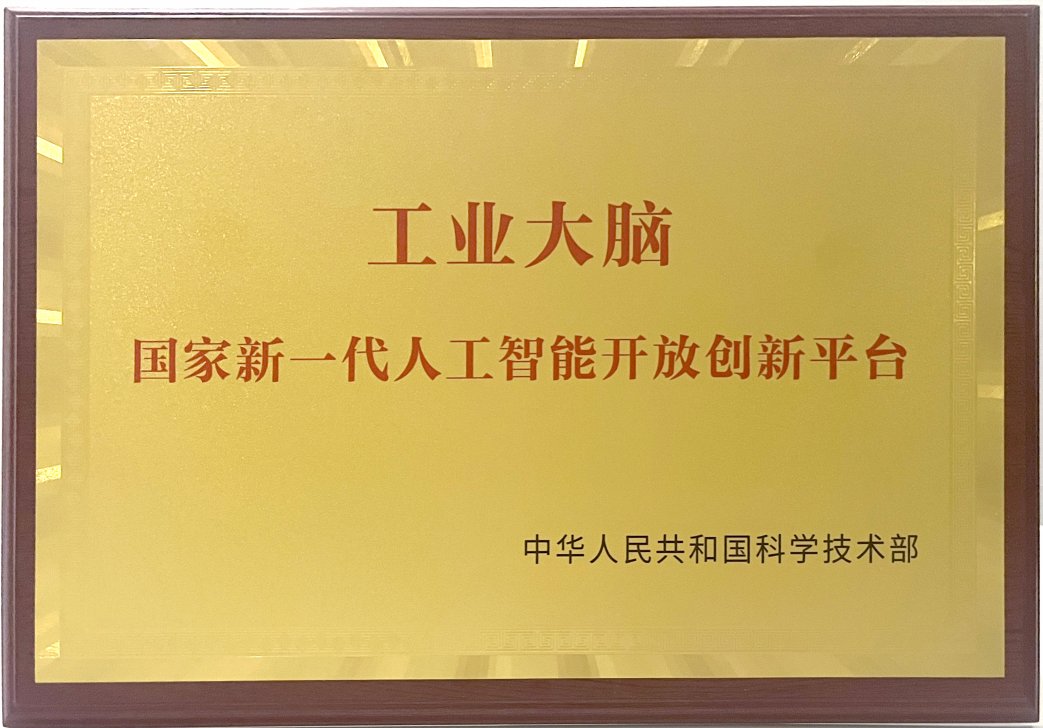 工业大脑
国家新一代人工智能开放创新平台
中华人民共和国科学技术部